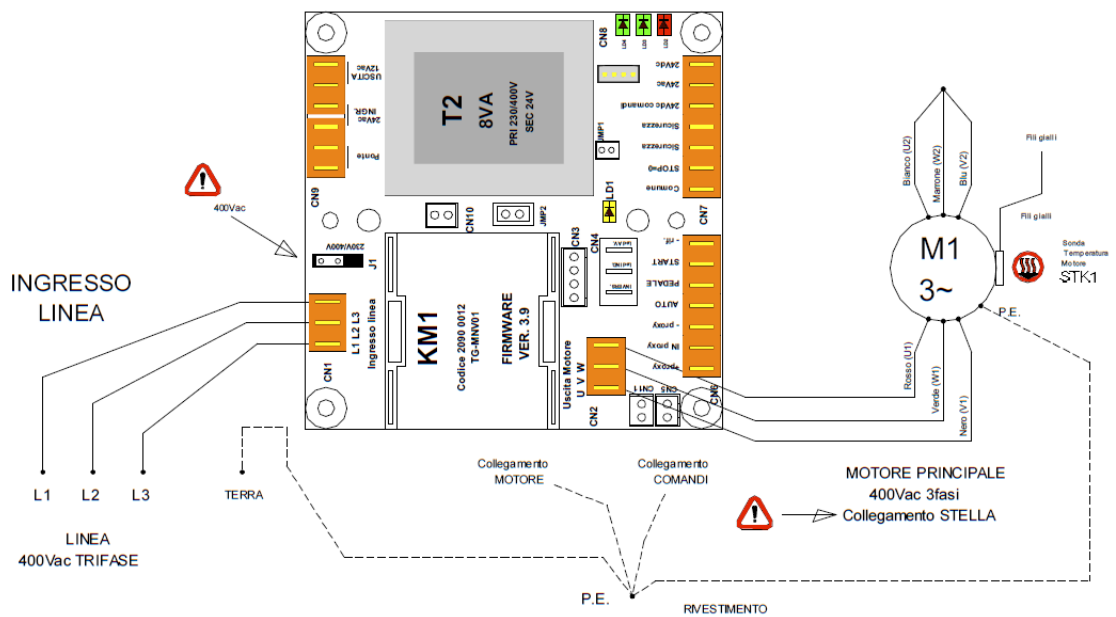 CN8
LD4
LD3
LD2
12Vac
USCITA
INGR.
24Vac
Ponte
CN9
T2
8VA
PRI 230/400V
SEC 24V
JMP1
24Vdc
24Vac
24Vdc comandi
Sicurezza
Sicurezza
STOP=0
Comune
CN7
LD1
CN10
JMP2
400Vac
230V/400V
J1
CN3
CN4
- rif.
START
PEDALE
AUTO
- proxy
IN proxy
+proxy
CN6
KM1
Codice 2090 0012
TG-MNV01
FIRMWARE
VER. 3.9
INGRESSO
LINEA
L1 L2 L3
Ingresso linea
CN1
Uscita Motore
U V W
CN2
CN11
CN5
Bianco (U2)
Marrone (W2)
Blu (V2)
Fili gialli
Fili gialli
M1
3~
Sonda
Temperatura
Motore
STK1
P.E.
Rosso (U1)
Verde (W1)
Nero (V1)
L1
L2
L3
TERRA
LINEA
400Vac TRIFASE
Collegamento
MOTORE
Collegamento
COMANDI
MOTORE PRINCIPALE
400Vac 3fasi
Collegamento STELLA
P.E.
RIVESTIMENTO